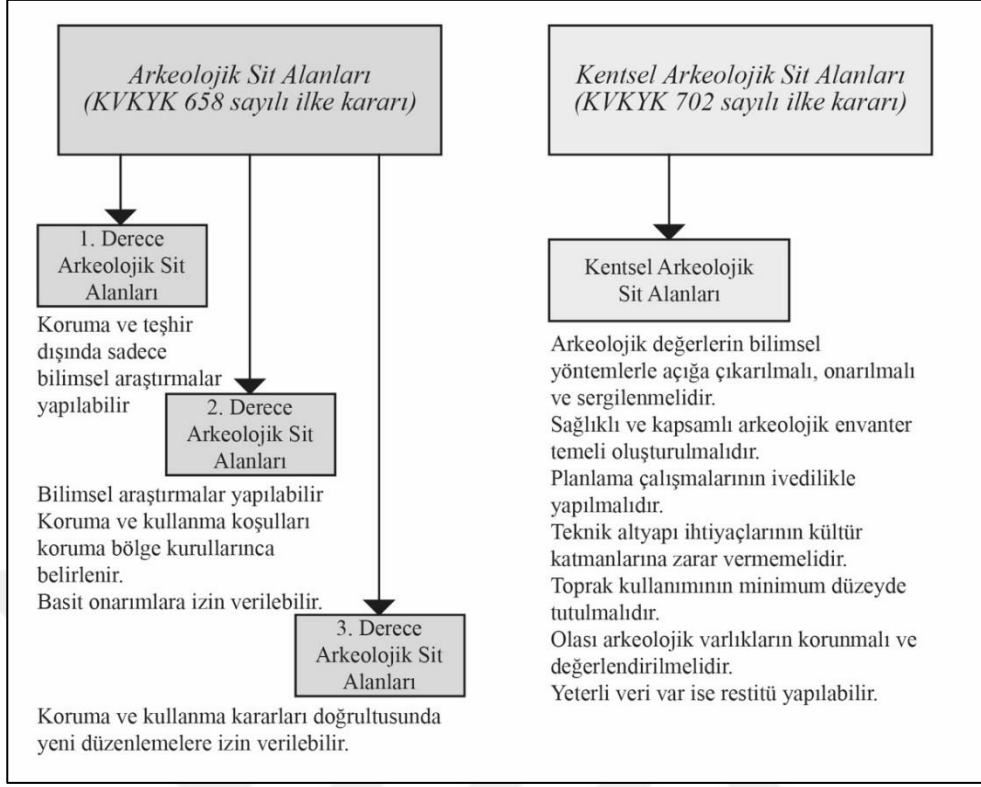 Arkeolojik Sit Alanları
(KVKYK 658 sayılı ilke kararı)
1. Derece
Arkeolojik Sit
Alanları
Koruma ve teşhir
dışında sadece
bilimsel araştırmalar
yapılabilir
2. Derece
Arkeolojik Sit
Alanları
Bilimsel araştırmalar yapılabilir
Koruma ve kullanma koşulları
koruma bölge kurullarınca
belirlenir.
Basit onarımlara izin verilebilir.
3. Derece
Arkeolojik Sit
Alanları
Koruma ve kullanma kararları doğrultusunda
yeni düzenlemelere izin verilebilir.
Kentsel Arkeolojik Sit Alanları
(KVKYK 702 sayılı ilke kararı)
Kentsel Arkeolojik
Sit Alanları
Arkeolojik değerlerin bilimsel
yöntemlerle açığa çıkarılmalı, onarılmalı
ve sergilenmelidir.
Sağlıklı ve kapsamlı arkeolojik envanter
temeli oluşturulmalıdır.
Planlama çalışmalarının ivedilikle
yapılmalıdır.
Teknik altyapı ihtiyaçlarının kültür
katmanlarına zarar vermemelidir.
Toprak kullanımının minimum düzeyde
tutulmalıdır.
Olası arkeolojik varlıkların korunmalı ve
değerlendirilmelidir.
Yeterli veri var ise restitü yapılabilir.